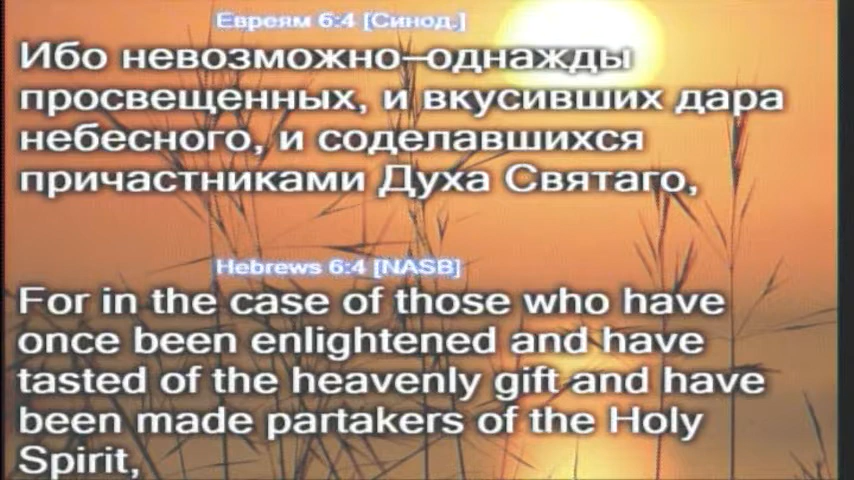 Евреям 6:4 [Синод.]
Ибо невозможно–однажды
просвещенных, и вкусивших дара
небесного, и соделавшихся
причастниками Духа Святаго,
Hebrews 6:4 [NASB]
For in the case of those who have
once been enlightened and have
tasted of the heavenly gift and have
been made partakers of the Holy
Spirit,